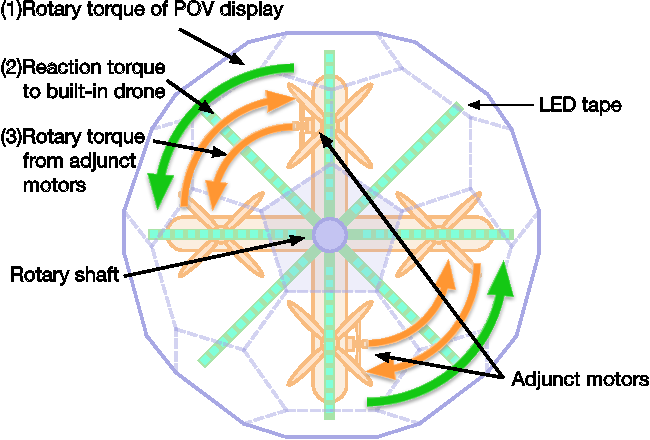 (1)Rotary torque of POV display
(2)Reaction torque
to built-in drone
(3)Rotary torque
from adjunct
motors
LED tape
Rotary shaft
Adjunct motors